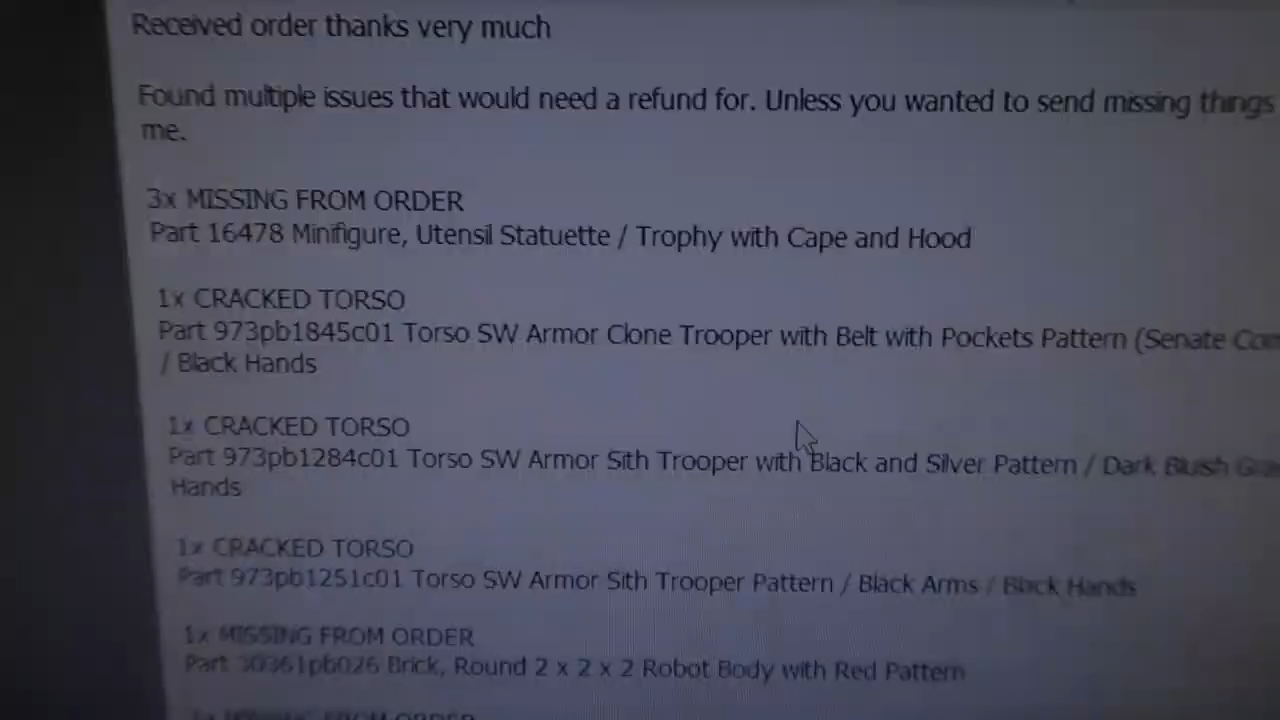 Received order thanks very much
Found multiple issues that would need a refund for. Unless you wanted to send missing things
me.
3x MISSING FROM ORDER
Part 16478 Minifigure, Utensil Statuette / Trophy with Cape and Hood
1x CRACKED TORSO
Part 973pb1845c01 Torso SW Armor Clone Trooper with Belt with Pockets Pattern (Senate
/ Black Hands
1x CRACKED TORSO
Part 973pb1284c01 Torso SW Armor Sith Trooper with Black and Silver Pattern / Dark Bluish
Hands
1x CRACKED TORSO
Part 973pb1251c01 Torso SW Armor Sith Trooper Pattern / Black Arms / Black Hands
1x MISSING FROM ORDER
Part 30361pb026 Brick, Round 2 x 2 x 2 Robot Body with Red Pattern